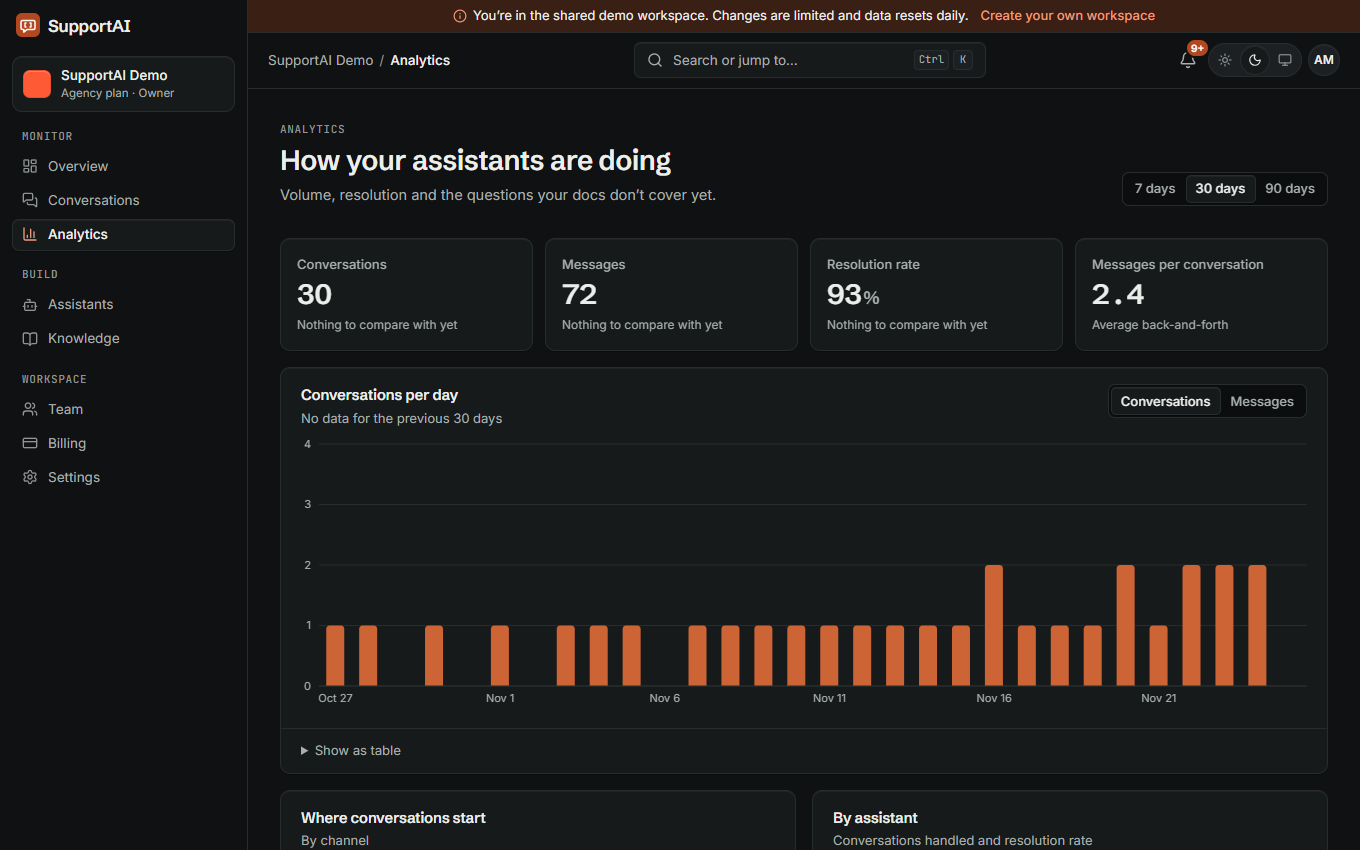 SupportAI
You're in the shared demo workspace. Changes are limited and data resets daily. Create your own workspace
SupportAI Demo
Agency plan · Owner
SupportAI Demo / Analytics
Search or jump to...
Ctrl K
9+
AM
MONITOR
Overview
Conversations
Analytics
BUILD
Assistants
Knowledge
WORKSPACE
Team
Billing
Settings
ANALYTICS
How your assistants are doing
Volume, resolution and the questions your docs don't cover yet.
7 days 30 days 90 days
Conversations
30
Nothing to compare with yet
Messages
72
Nothing to compare with yet
Resolution rate
93%
Nothing to compare with yet
Messages per conversation
2.4
Average back-and-forth
Conversations per day
No data for the previous 30 days
Conversations Messages
4
3
2
1
0
Oct 27 Nov 1 Nov 6 Nov 11 Nov 16 Nov 21
Show as table
Where conversations start
By channel
By assistant
Conversations handled and resolution rate